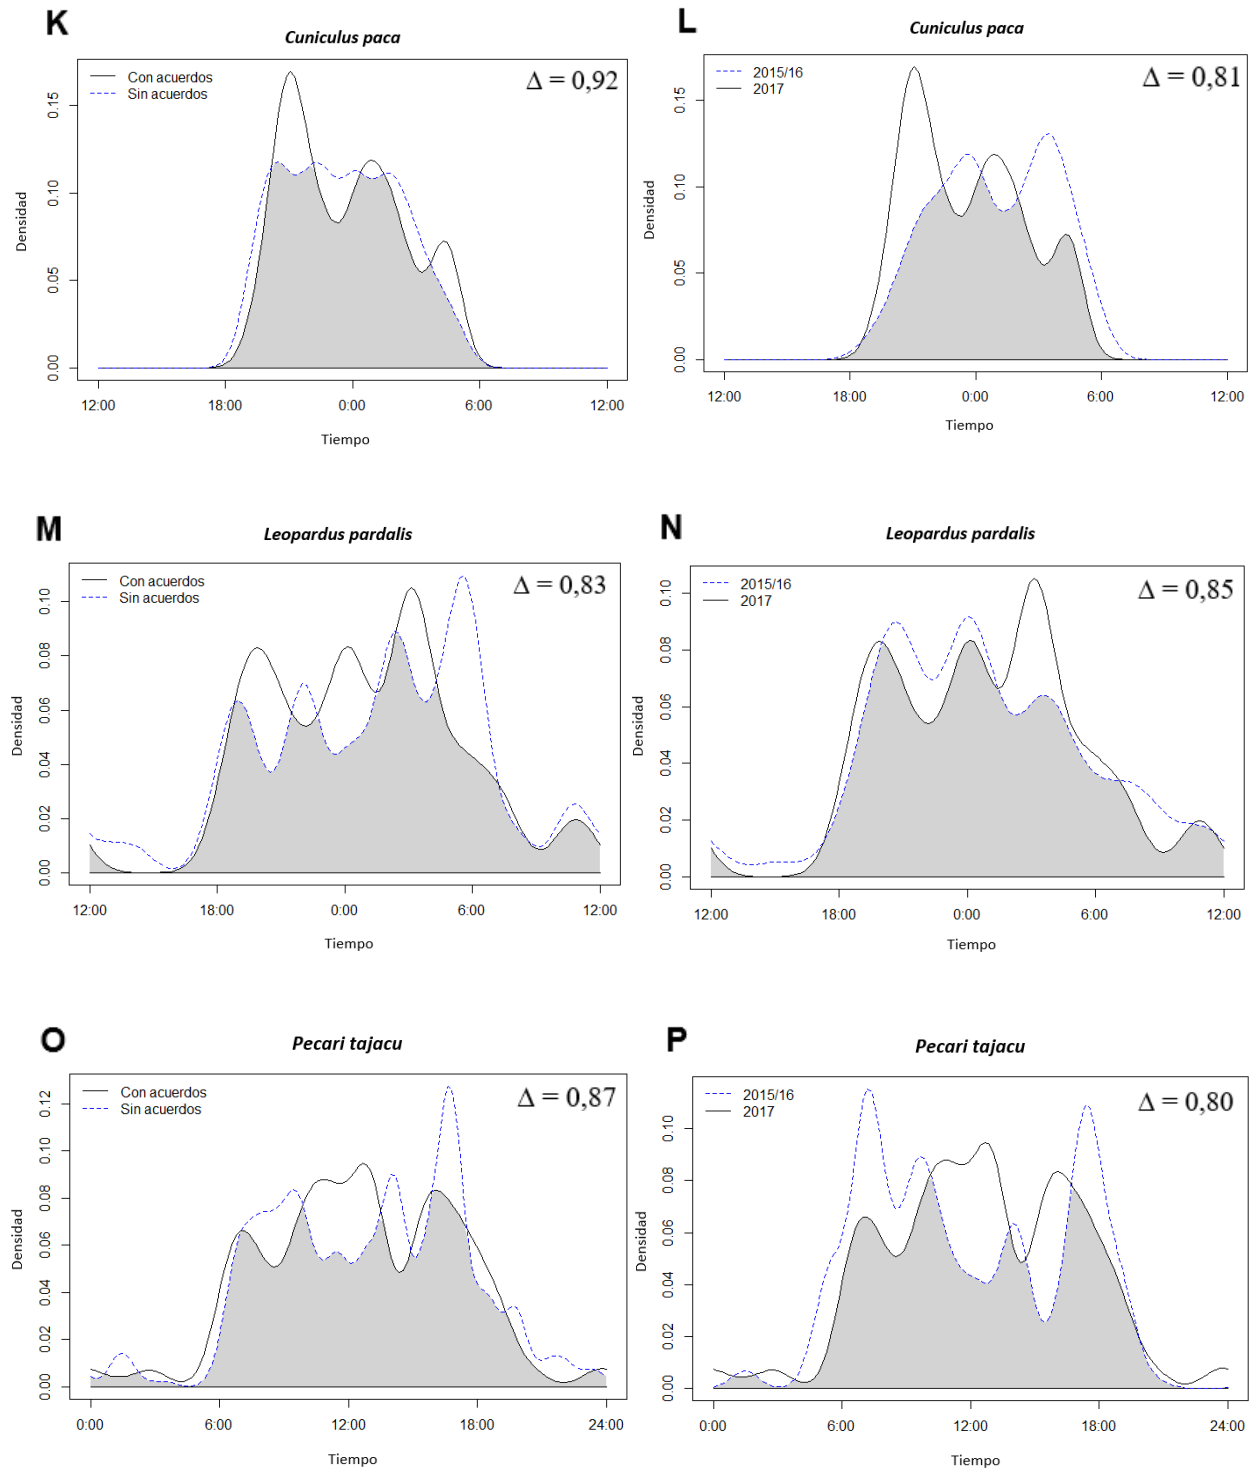 K
Cuniculus paca
Con acuerdos
Sin acuerdos
Δ = 0,92
Densidad
0.15
0.10
0.05
0.00
12:00 18:00 0:00 6:00 12:00
Tiempo
L
Cuniculus paca
2015/16
2017
Δ = 0,81
Densidad
0.15
0.10
0.05
0.00
12:00 18:00 0:00 6:00 12:00
Tiempo
M
Leopardus pardalis
Con acuerdos
Sin acuerdos
Δ = 0,83
Densidad
0.10
0.08
0.06
0.04
0.02
0.00
12:00 18:00 0:00 6:00 12:00
Tiempo
N
Leopardus pardalis
2015/16
2017
Δ = 0,85
Densidad
0.10
0.08
0.06
0.04
0.02
0.00
12:00 18:00 0:00 6:00 12:00
Tiempo
O
Pecari tajacu
Con acuerdos
Sin acuerdos
Δ = 0,87
Densidad
0.12
0.10
0.08
0.06
0.04
0.02
0.00
0:00 6:00 12:00 18:00 24:00
Tiempo
P
Pecari tajacu
2015/16
2017
Δ = 0,80
Densidad
0.10
0.08
0.06
0.04
0.02
0.00
0:00 6:00 12:00 18:00 24:00
Tiempo